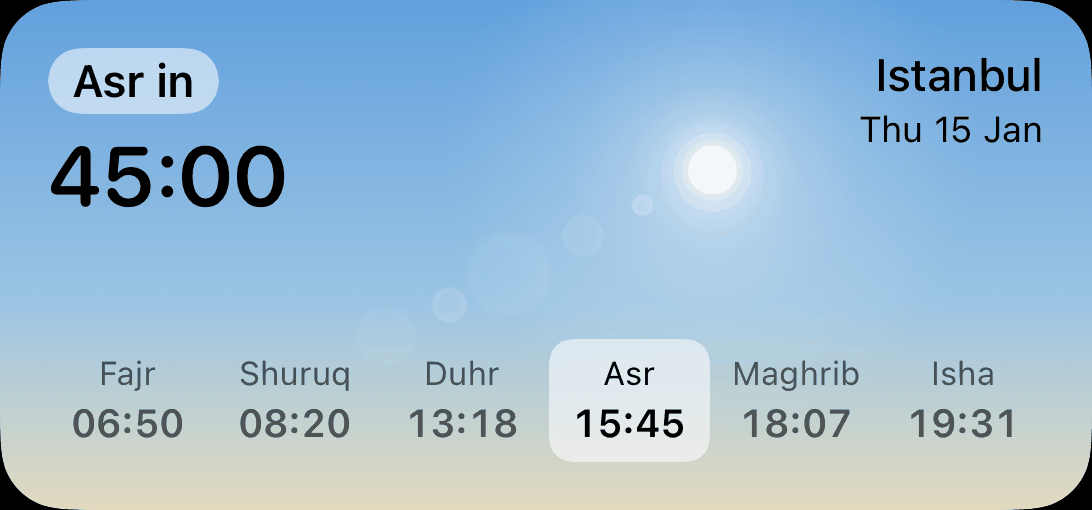 Asr in
45:00
Istanbul
Thu 15 Jan
Fajr
06:50
Shuruq
08:20
Duhr
13:18
Asr
15:45
Maghrib
18:07
Isha
19:31